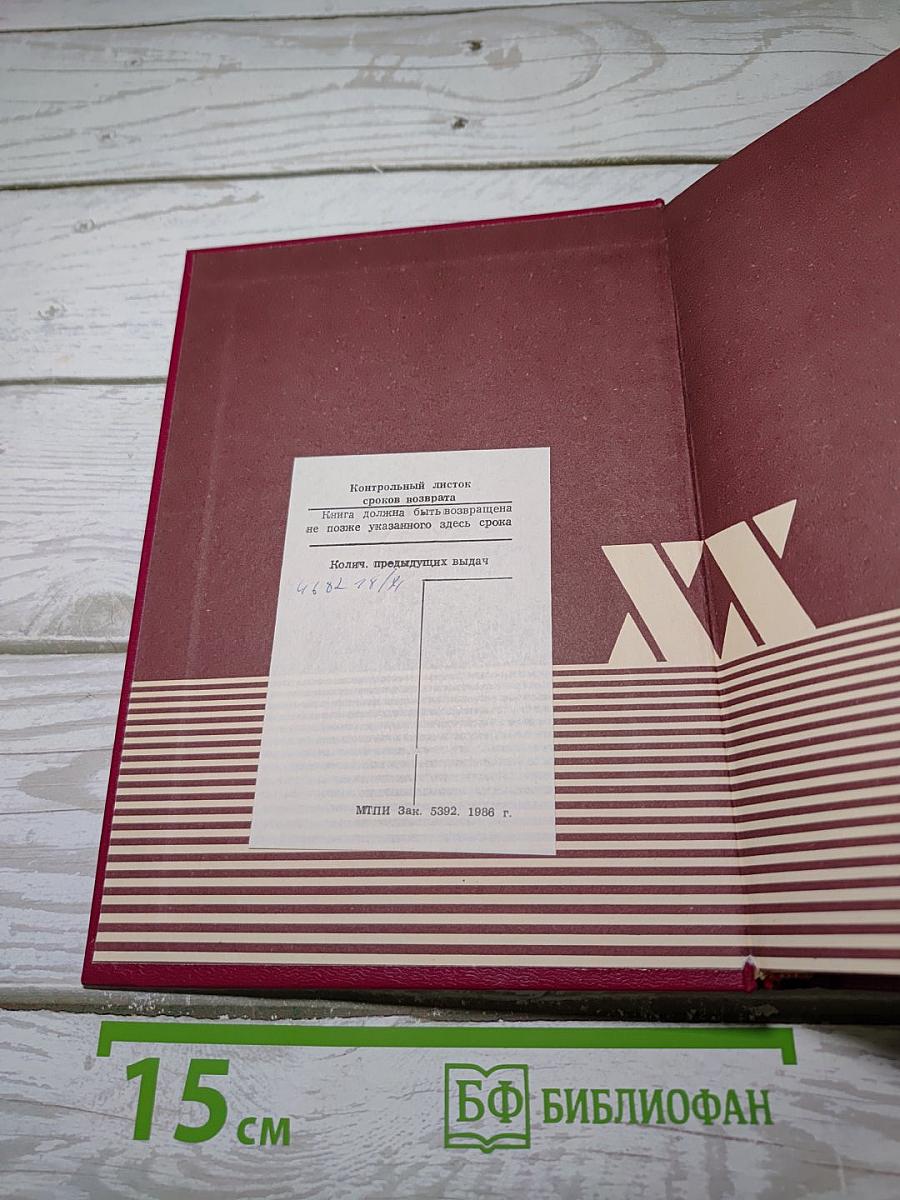 Контрольный листок
сроков возврата
Книга должна быть возвращена
не позже указанного здесь срока
Колич. предыдущих выдач
XX
МТПИ Зак. 5392. 1986 г.
15 см
БФ БИБЛИОФАН